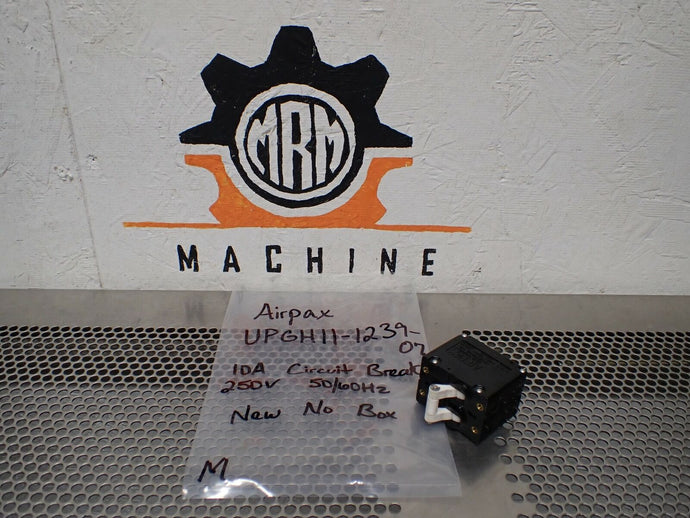 MRM
MACHINE
Airpax
UPGH11-1239-
07
10A Circuit Break
250V 50/60Hz
New No Box
M